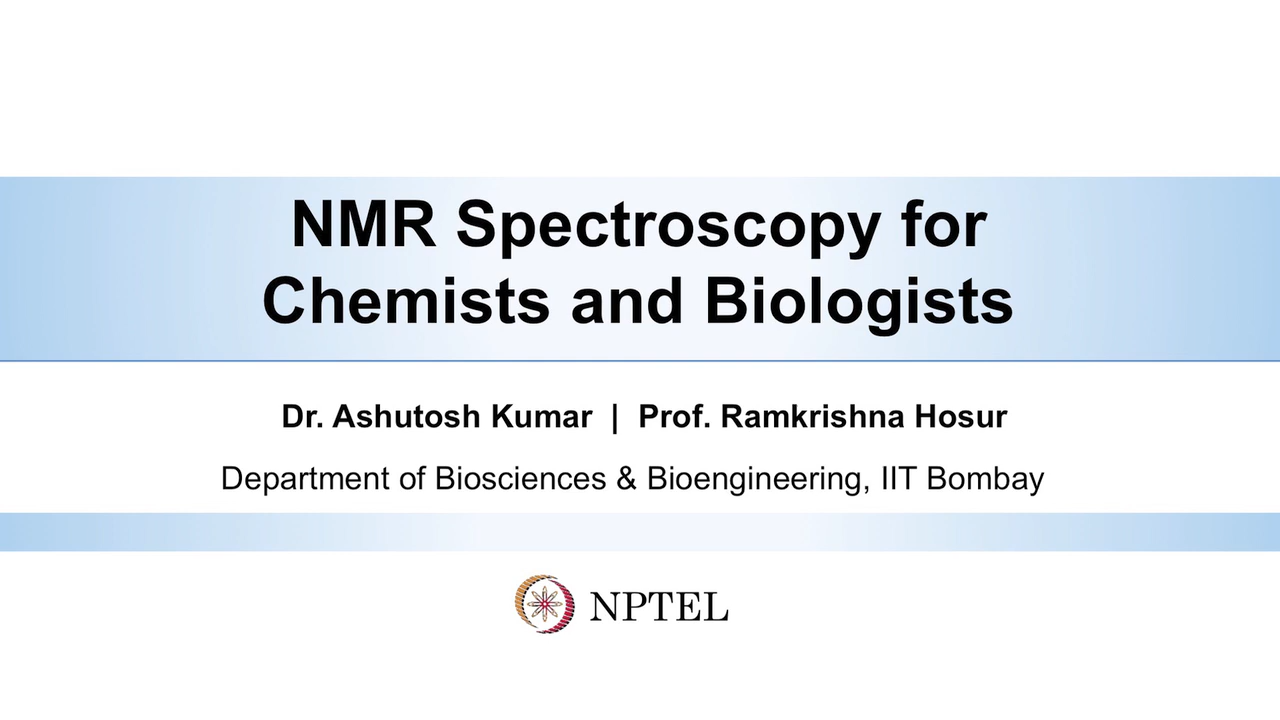 NMR Spectroscopy for
Chemists and Biologists
Dr. Ashutosh Kumar | Prof. Ramkrishna Hosur
Department of Biosciences & Bioengineering, IIT Bombay
NPTEL